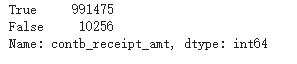 True     991475
False     10256
Name: contb_receipt_amt, dtype: int64